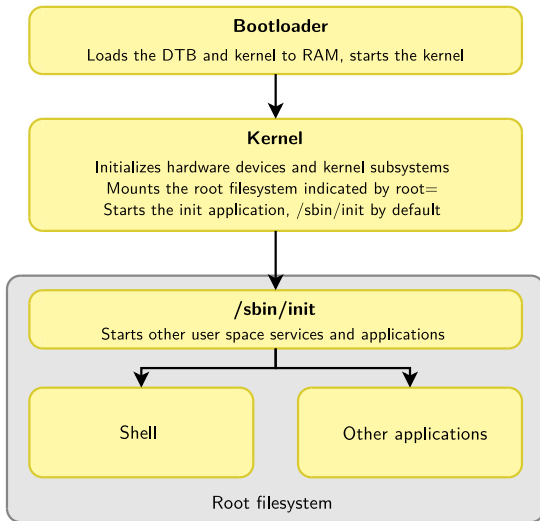 Bootloader
Loads the DTB and kernel to RAM, starts the kernel
Kernel
Initializes hardware devices and kernel subsystems
Mounts the root filesystem indicated by root=
Starts the init application, /sbin/init by default
/sbin/init
Starts other user space services and applications
Shell
Other applications
Root filesystem